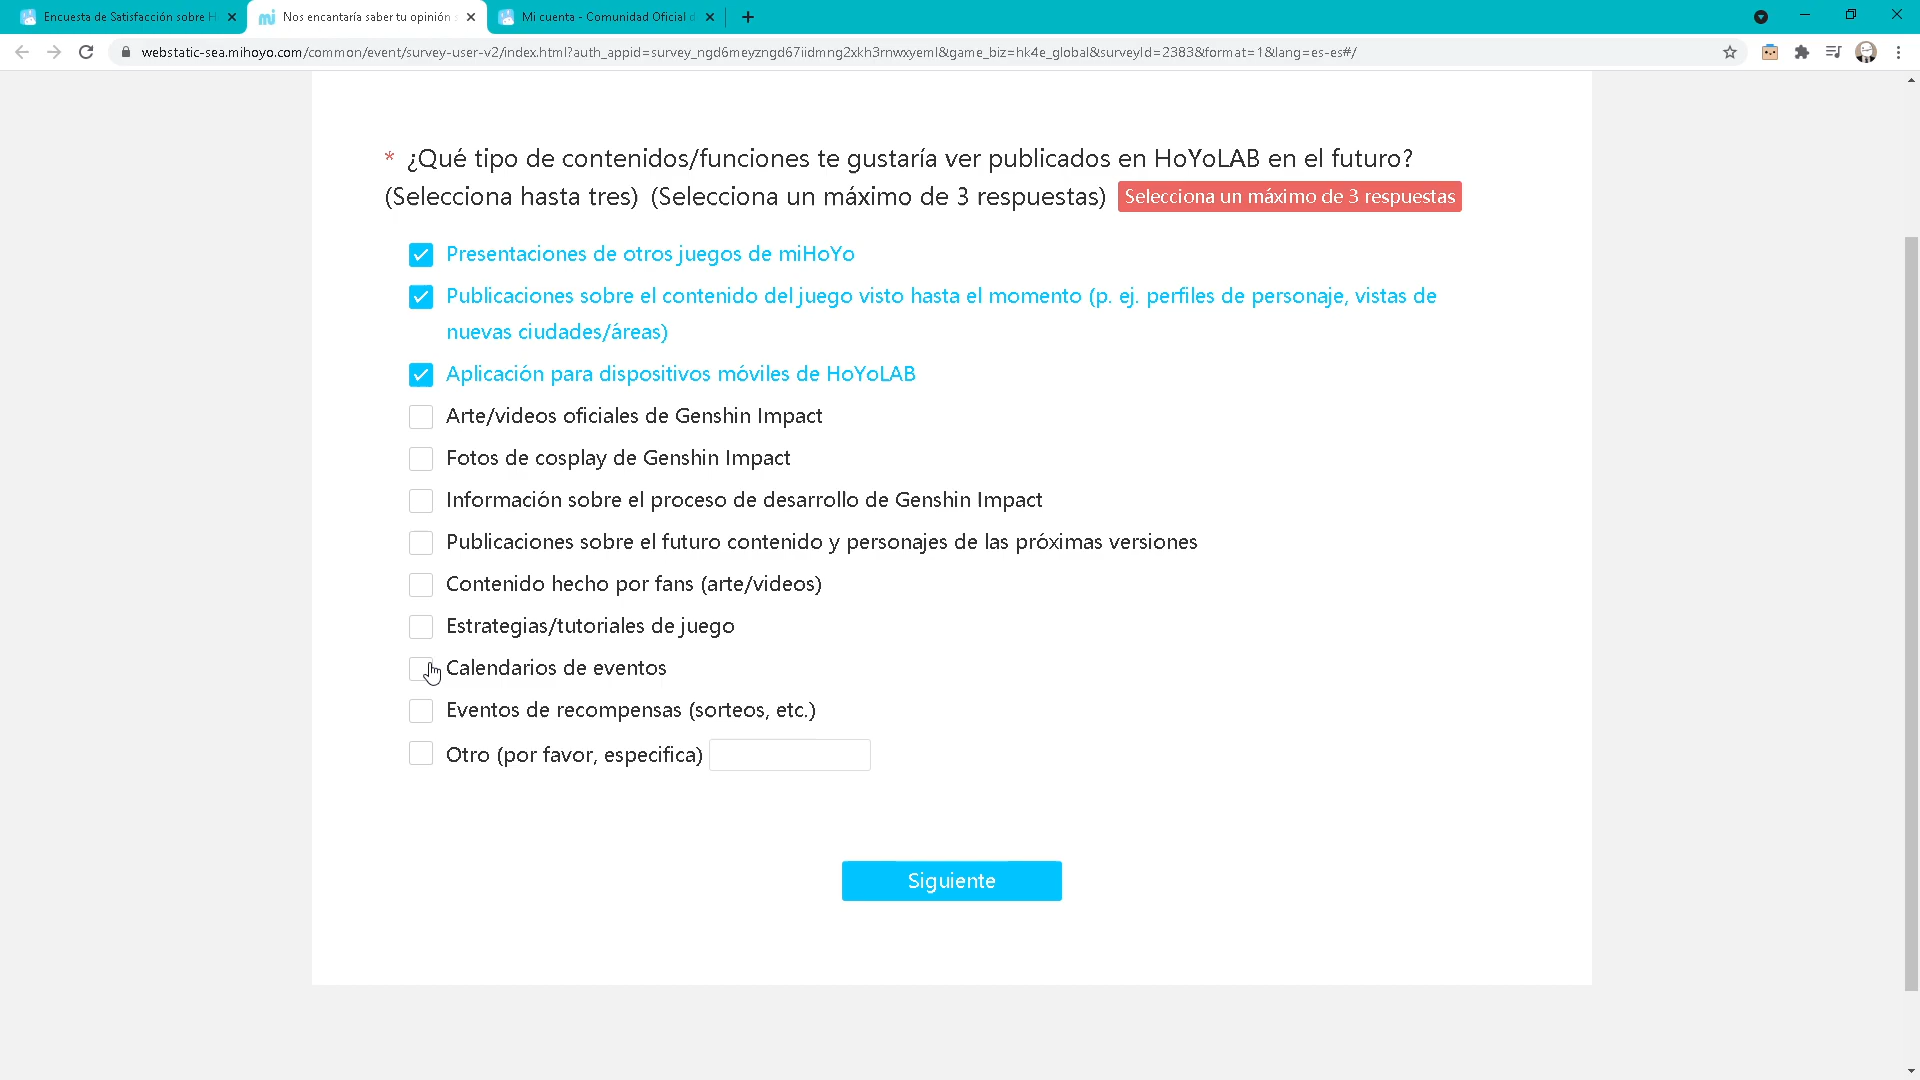 Encuesta de Satisfacción sobre H
Nos encantaría saber tu opinión s
Mi cuenta - Comunidad Oficial d
webstatic-sea.mihoyo.com/common/event/survey-user-v2/index.html?auth_appid=survey_ngd6meyzngd67iidmng2xkh3rnwxyeml&game_biz=hk4e_global&surveyId=2383&format=1&lang=es-es#/
* ¿Qué tipo de contenidos/funciones te gustaría ver publicados en HoYoLAB en el futuro?
(Selecciona hasta tres) (Selecciona un máximo de 3 respuestas) Selecciona un máximo de 3 respuestas
Presentaciones de otros juegos de miHoYo
Publicaciones sobre el contenido del juego visto hasta el momento (p. ej. perfiles de personaje, vistas de
nuevas ciudades/áreas)
Aplicación para dispositivos móviles de HoYoLAB
Arte/videos oficiales de Genshin Impact
Fotos de cosplay de Genshin Impact
Información sobre el proceso de desarrollo de Genshin Impact
Publicaciones sobre el futuro contenido y personajes de las próximas versiones
Contenido hecho por fans (arte/videos)
Estrategias/tutoriales de juego
Calendarios de eventos
Eventos de recompensas (sorteos, etc.)
Otro (por favor, especifica)
Siguiente